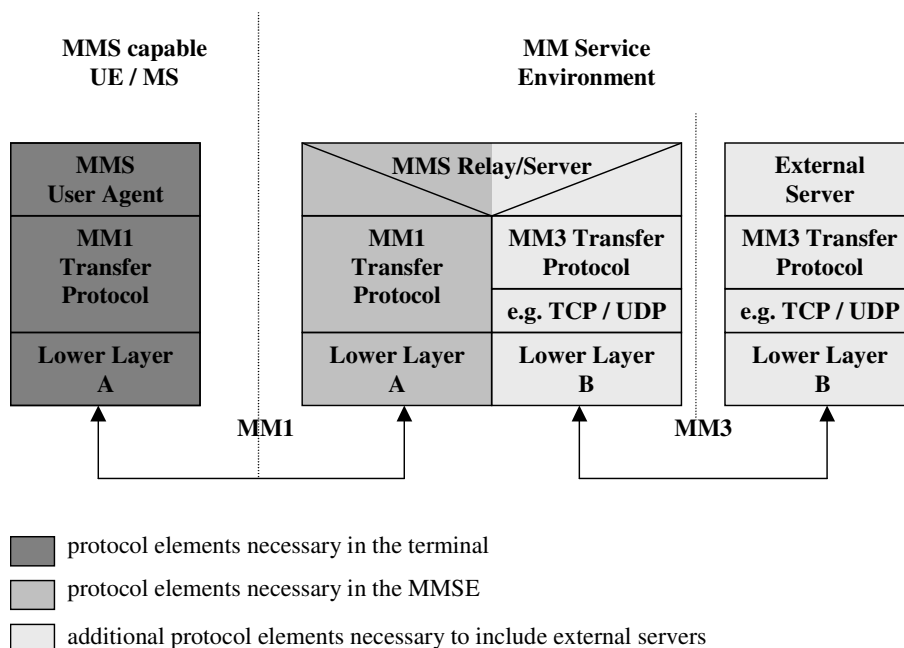 MMS capable
UE / MS
MM Service
Environment
MMS
User Agent
MMS Relay/Server
External
Server
MM1
Transfer
Protocol
MM1
Transfer
Protocol
MM3 Transfer
Protocol
MM3 Transfer
Protocol
e.g. TCP / UDP
e.g. TCP / UDP
Lower Layer
A
Lower Layer
A
Lower Layer
B
Lower Layer
B
MM1
MM3
protocol elements necessary in the terminal
protocol elements necessary in the MMSE
additional protocol elements necessary to include external servers